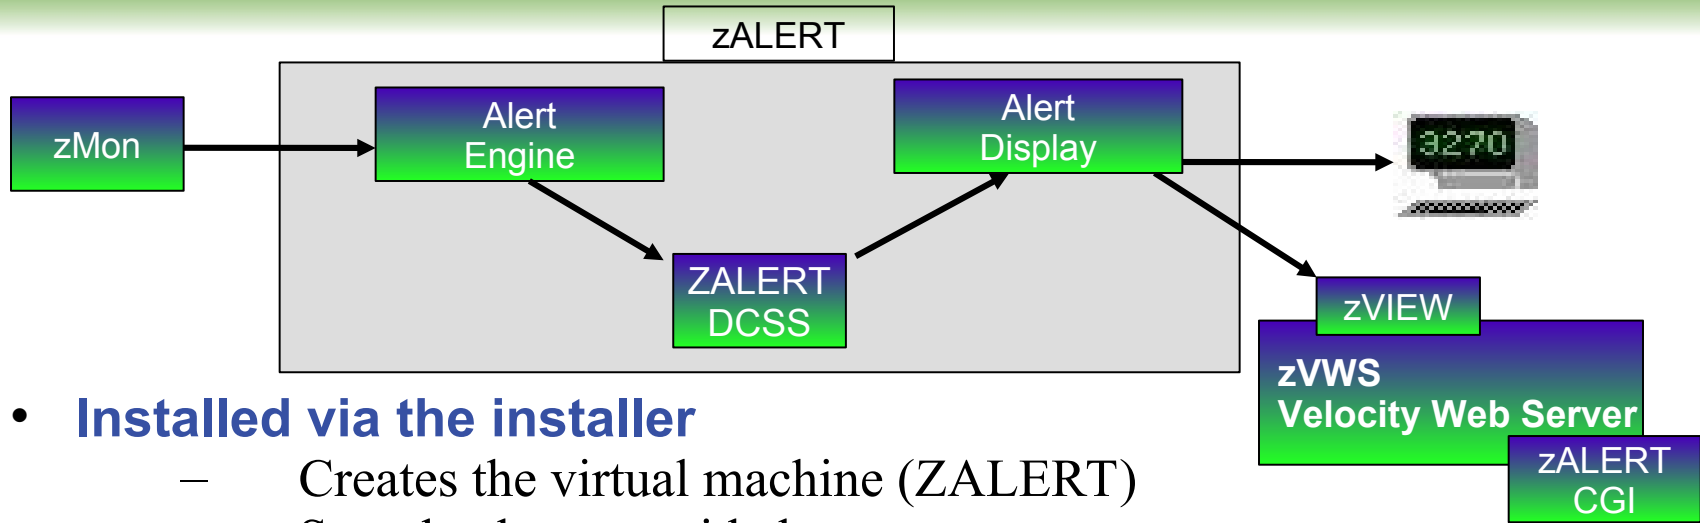 zALERT
zMon
Alert
Engine
Alert
Display
3270
ZALERT
DCSS
zVIEW
zVWS
Velocity Web Server
zALERT
CGI
• Installed via the installer
– Creates the virtual machine (ZALERT)